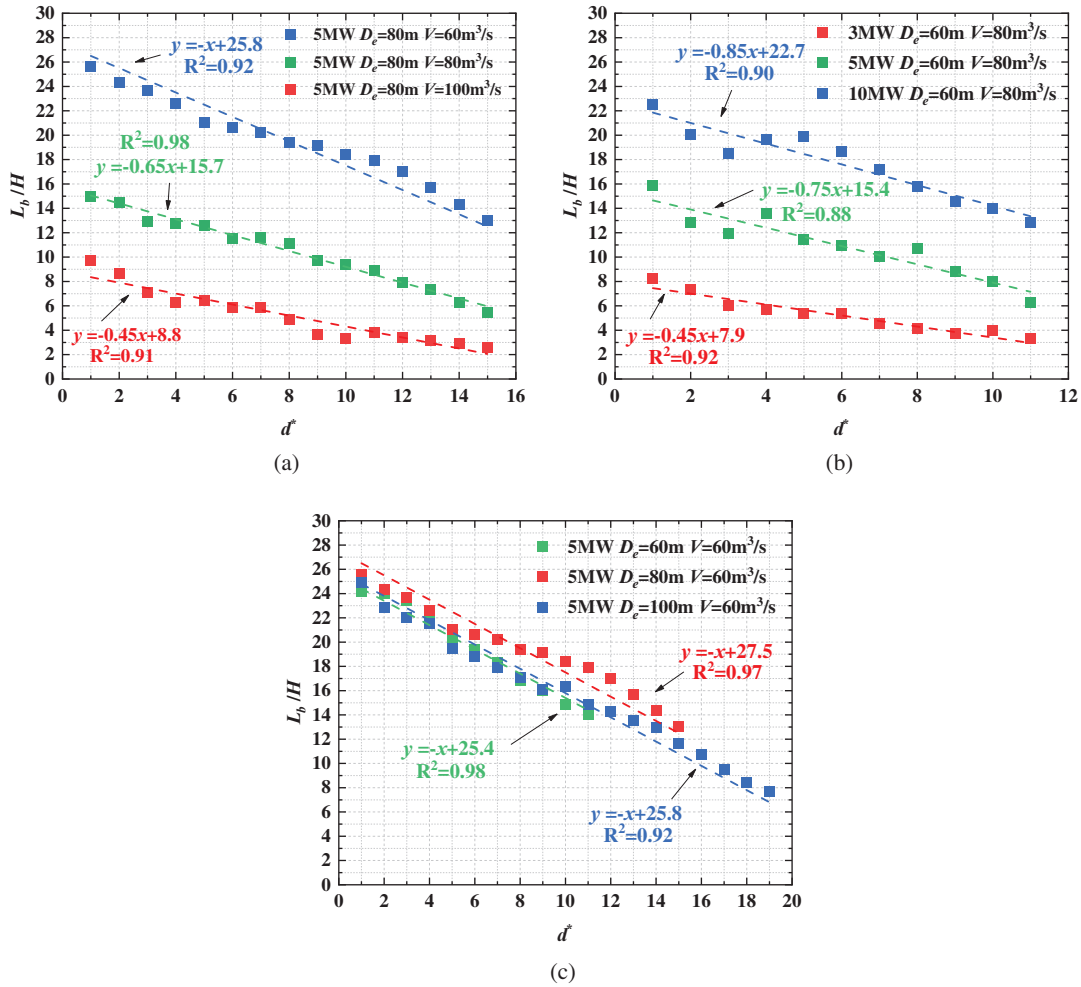 30
28
26
24
22
20
18
16
14
12
10
8
6
4
2
0
L_b/H
0
2
4
6
8
10
12
14
16
d*
5MW D_e=80m V=60m³/s
5MW D_e=80m V=80m³/s
5MW D_e=80m V=100m³/s
y=-x+25.8
R²=0.92
R²=0.98
y=-0.65x+15.7
y=-0.45x+8.8
R²=0.91
(a)
30
28
26
24
22
20
18
16
14
12
10
8
6
4
2
0
L_b/H
0
2
4
6
8
10
12
d*
3MW D_e=60m V=80m³/s
5MW D_e=60m V=80m³/s
10MW D_e=60m V=80m³/s
y=-0.85x+22.7
R²=0.90
y=-0.75x+15.4
R²=0.88
y=-0.45x+7.9
R²=0.92
(b)
30
28
26
24
22
20
18
16
14
12
10
8
6
4
2
0
L_b/H
0
2
4
6
8
10
12
14
16
18
20
d*
5MW D_e=60m V=60m³/s
5MW D_e=80m V=60m³/s
5MW D_e=100m V=60m³/s
y=-x+27.5
R²=0.97
y=-x+25.4
R²=0.98
y=-x+25.8
R²=0.92
(c)